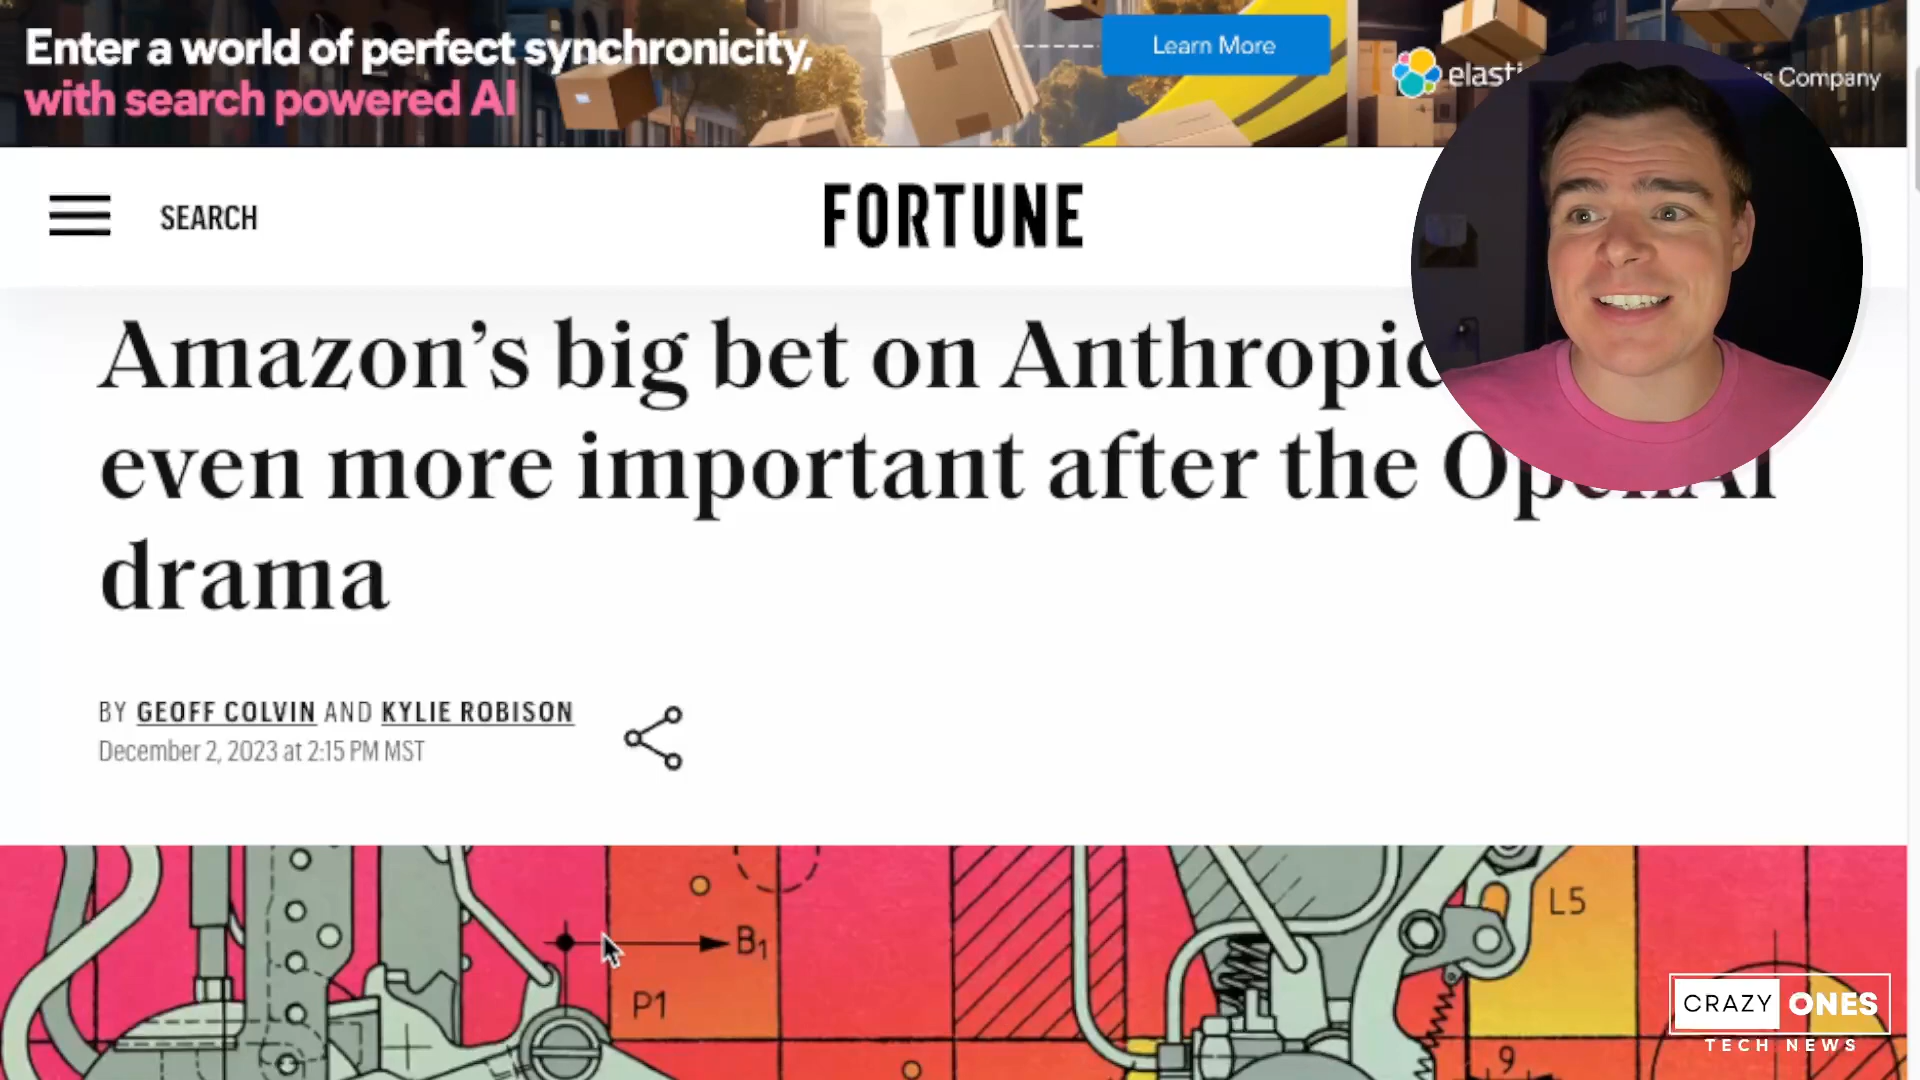 Enter a world of perfect synchronicity,
with search powered AI
Learn More
Company
SEARCH
FORTUNE
Amazon's big bet on Anthropic
even more important after the OpenAI
drama
BY GEOFF COLVIN AND KYLIE ROBISON
December 2, 2023 at 2:15 PM MST
B1
P1
L5
9
CRAZY ONES
TECH NEWS